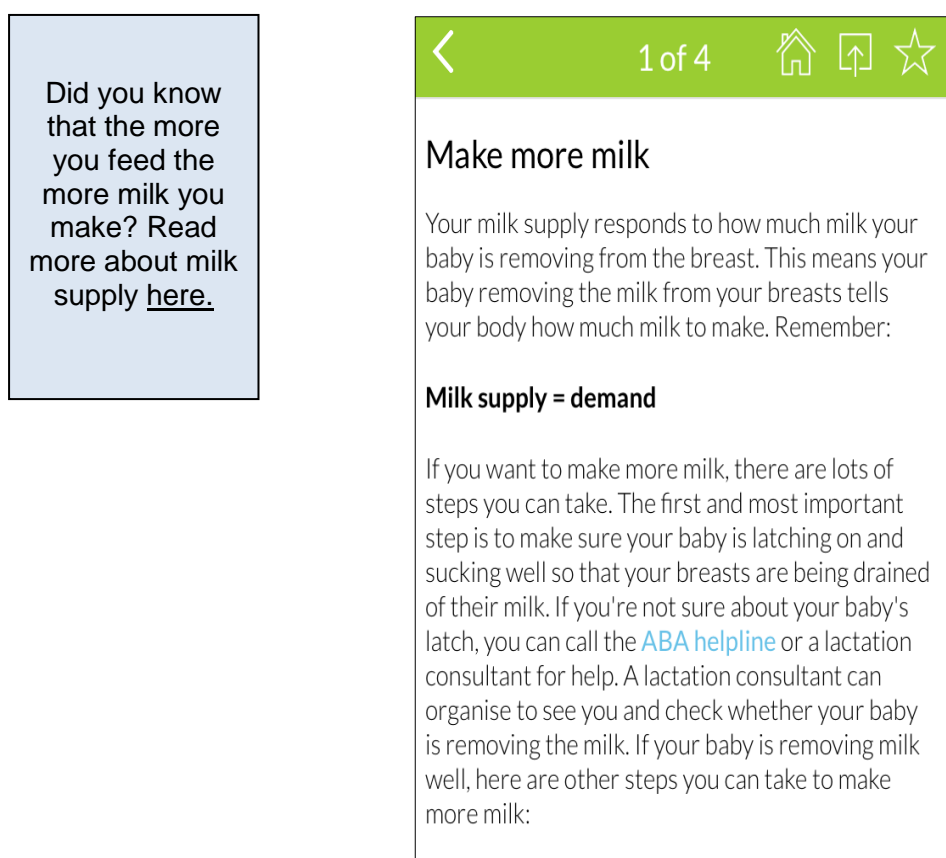 Did you know
that the more
you feed the
more milk you
make? Read
more about milk
supply here.
1 of 4
Make more milk
Your milk supply responds to how much milk your
baby is removing from the breast. This means your
baby removing the milk from your breasts tells
your body how much milk to make. Remember:
Milk supply = demand
If you want to make more milk, there are lots of
steps you can take. The first and most important
step is to make sure your baby is latching on and
sucking well so that your breasts are being drained
of their milk. If you're not sure about your baby's
latch, you can call the ABA helpline or a lactation
consultant for help. A lactation consultant can
organise to see you and check whether your baby
is removing the milk. If your baby is removing milk
well, here are other steps you can take to make
more milk: